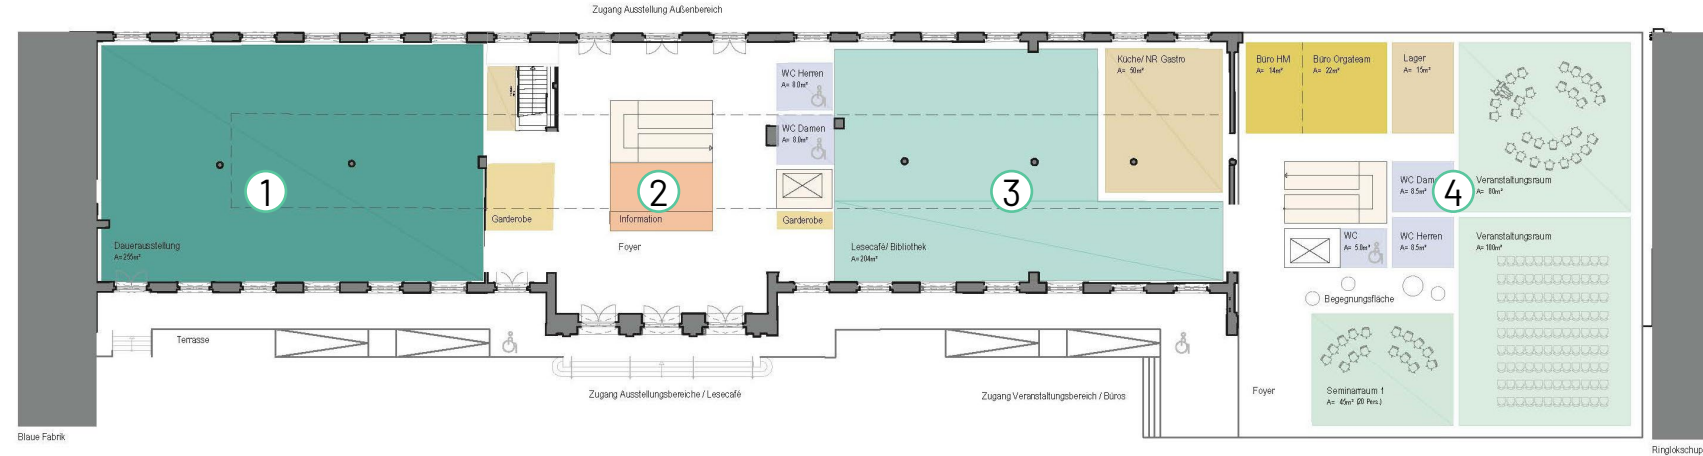 Zugang Ausstellung Außenbereich
WC Herren
A= 8.0m²
WC Damen
A= 8.0m²
Küche/ NR Gastro
A= 50m²
Büro HM
A= 14m²
Büro Orgateam
A= 22m²
Lager
A= 15m²
1
2
3
4
Garderobe
Information
Garderobe
Foyer
Dauerausstellung
A=255m²
Lesecafé/ Bibliothek
A=204m²
WC Dam
A= 8.5m²
Veranstaltungsraum
A= 80m²
WC
A= 5.8m²
WC Herren
A= 8.5m²
Veranstaltungsraum
A= 100m²
Begegnungsfläche
Terrasse
Zugang Ausstellungsbereiche / Lesecafé
Zugang Veranstaltungsbereich / Büros
Foyer
Seminarraum 1
A= 45m² (20 Pers.)
Blaue Fabrik
Ringlokschup